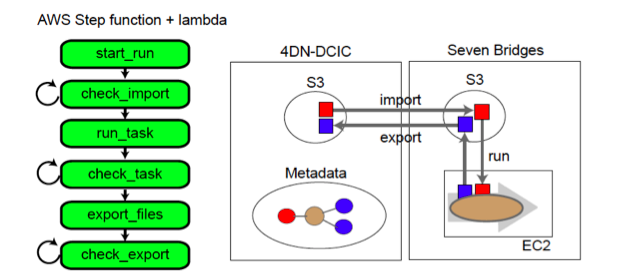 AWS Step function + lambda
start_run
check_import
run_task
check_task
export_files
check_export
4DN-DCIC
S3
Metadata
import
export
Seven Bridges
S3
run
EC2